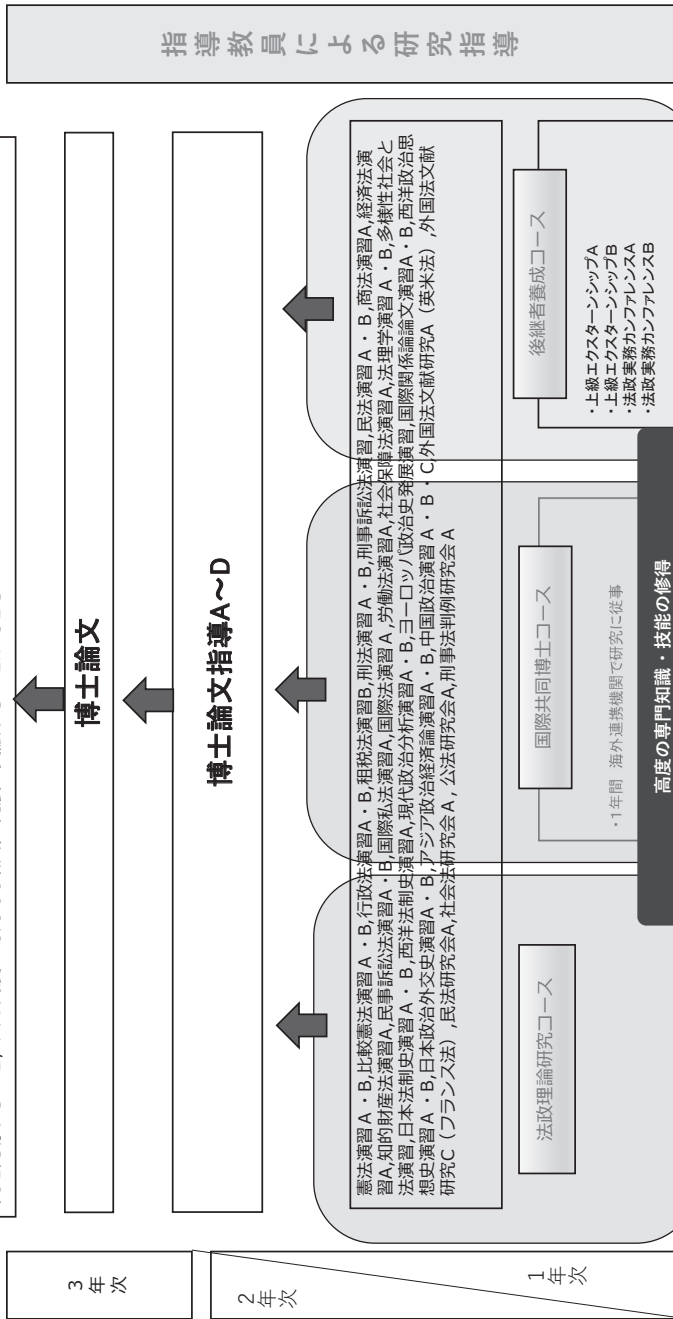 指導教員による研究指導
博士論文
博士論文指導A～D
憲法演習A・B,比較憲法演習A・B,行政法演習A・B,租税法演習B,刑法演習A・B,刑事訴訟法演習,民法演習A・B,商法演習A,経済法演
習A,知的財産法演習A,民事訴訟法演習A・B,国際私法演習A,国際法演習A,労働法演習A,社会保障法演習A,法理学演習A・B,多様性社会と
法演習,日本法制史演習A・B,西洋法制史演習A,現代政治分析演習A・B,ヨーロッパ政治史発展演習,国際関係論論文演習A・B,西洋政治思
想史演習A・B,日本政治外交史演習A・B,アジア政治経済論演習A・B,中国政治演習A・B・C,外国法文献研究A（英米法）,外国法文献
研究C（フランス法）,民法研究会A,社会法研究会A,公法研究会A,刑事法判例研究会A
法政理論研究コース
国際共同博士コース
・1年間 海外連携機関で研究に従事
後継者養成コース
・上級エクスターンシップA
・上級エクスターンシップB
・法政実務カンファレンスA
・法政実務カンファレンスB
高度の専門知識・技能の修得
3年次
2年次
1年次